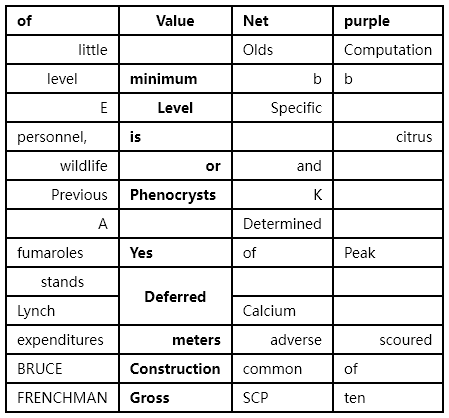 of Value Net purple
little Olds Computation
level minimum b b
E Level Specific
personnel, is citrus
wildlife or and
Previous Phenocrysts K
A Determined
fumaroles Yes of Peak
stands
Deferred
Lynch Calcium
expenditures meters adverse scoured
BRUCE Construction common of
FRENCHMAN Gross SCP ten